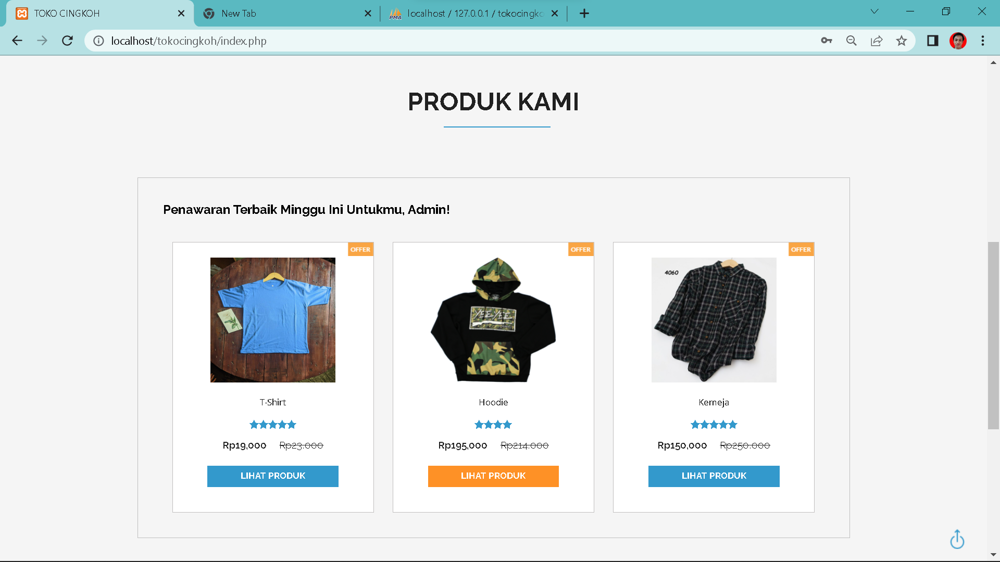 TOKO CINGKOH
New Tab
localhost / 127.0.0.1 / tokocingko
localhost/tokocingkoh/index.php
PRODUK KAMI
Penawaran Terbaik Minggu Ini Untukmu, Admin!
OFFER
OFFER
OFFER
YEE YEE
4060
T-Shirt
Hoodie
Kemeja
Rp19,000 Rp23.000
Rp195,000 Rp214.000
Rp150,000 Rp250.000
LIHAT PRODUK
LIHAT PRODUK
LIHAT PRODUK